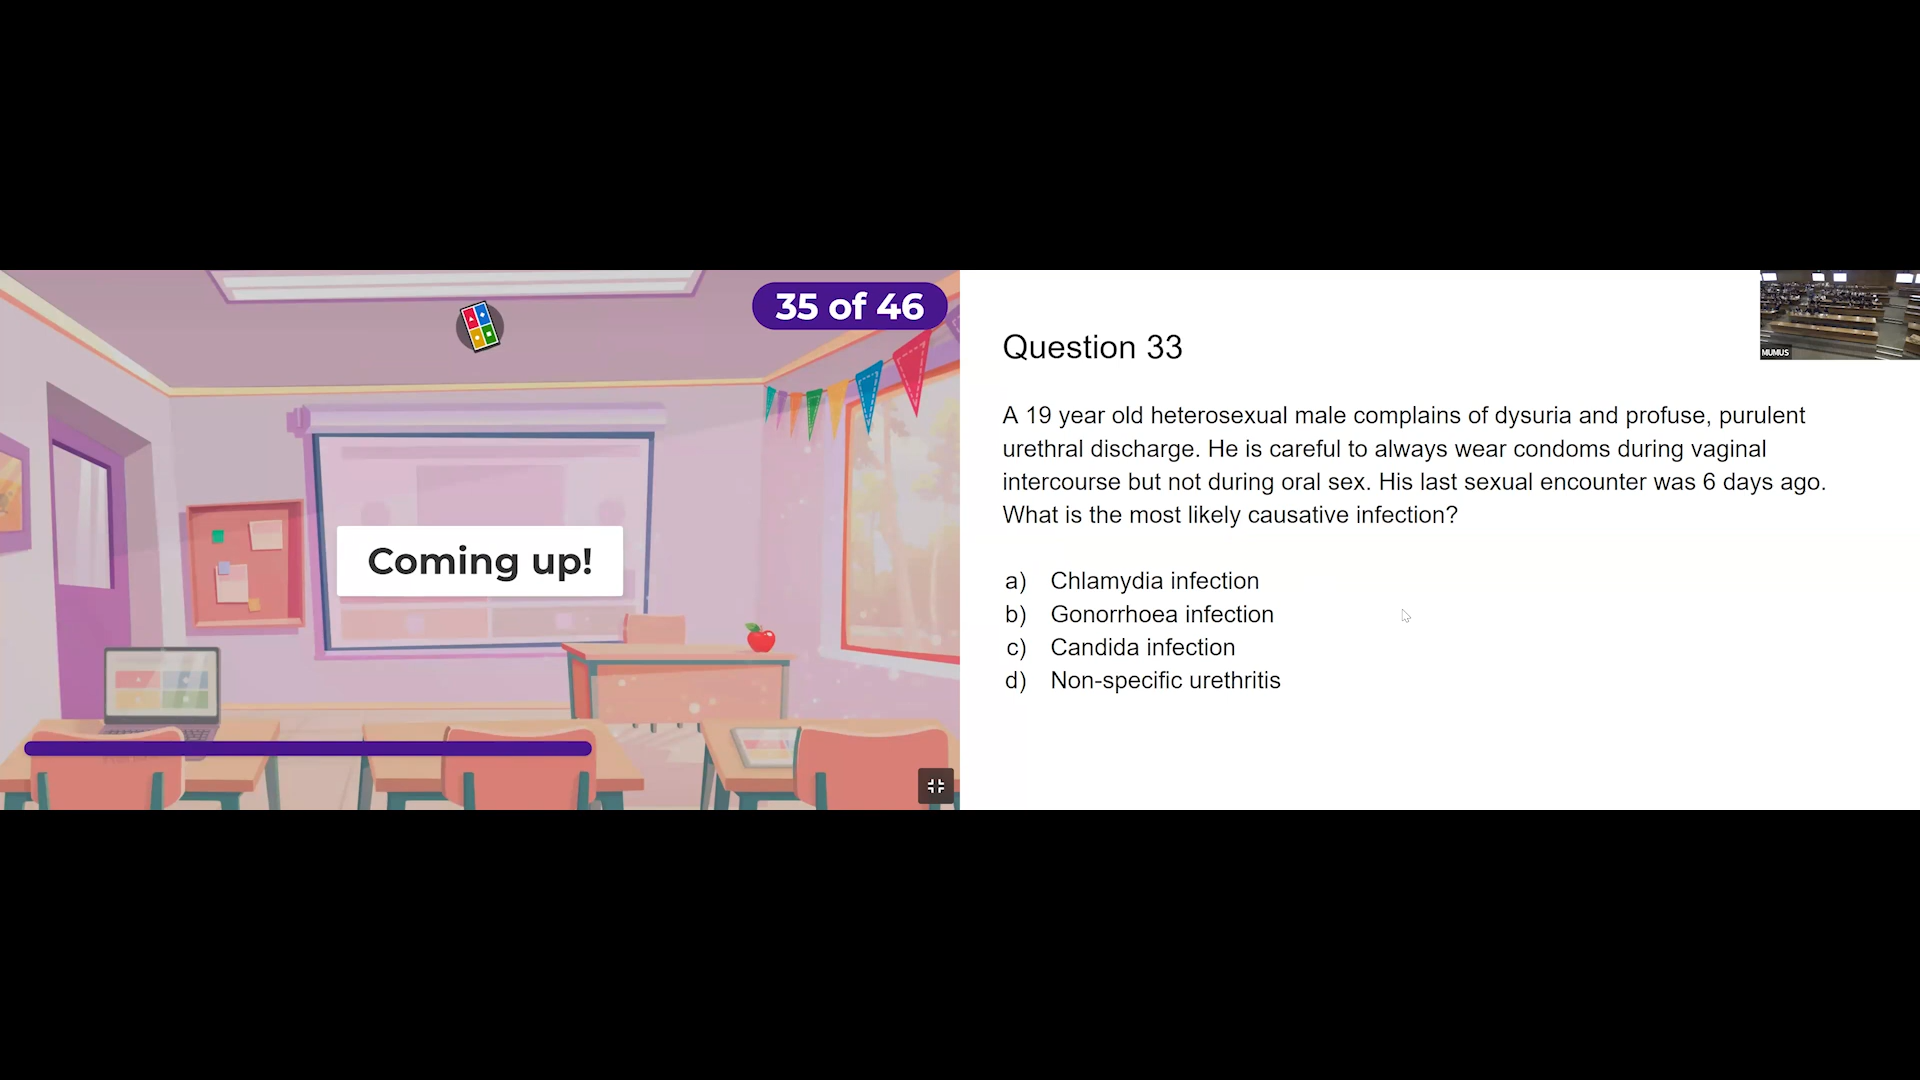 35 of 46
Coming up!
Question 33
A 19 year old heterosexual male complains of dysuria and profuse, purulent
urethral discharge. He is careful to always wear condoms during vaginal
intercourse but not during oral sex. His last sexual encounter was 6 days ago.
What is the most likely causative infection?
a) Chlamydia infection
b) Gonorrhoea infection
c) Candida infection
d) Non-specific urethritis
MUMUS